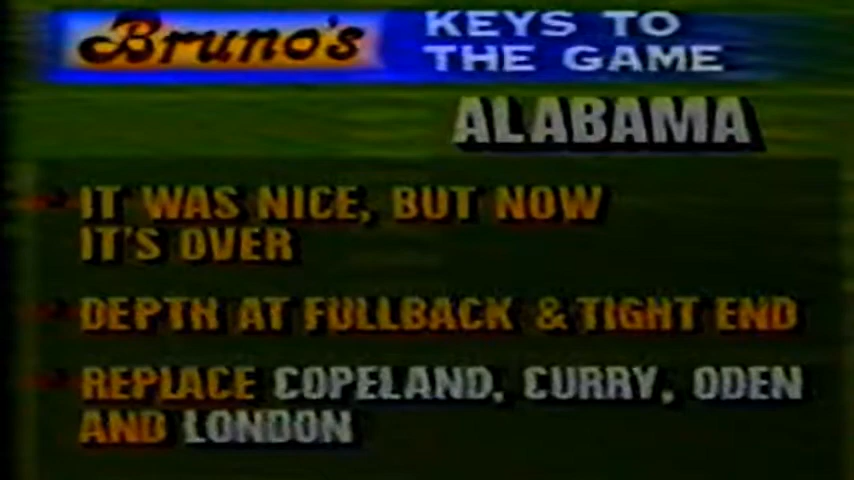 Bruno's
KEYS TO
THE GAME
ALABAMA
IT WAS NICE, BUT NOW
IT'S OVER
DEPTH AT FULLBACK & TIGHT END
REPLACE COPELAND, CURRY, ODEN
AND LONDON